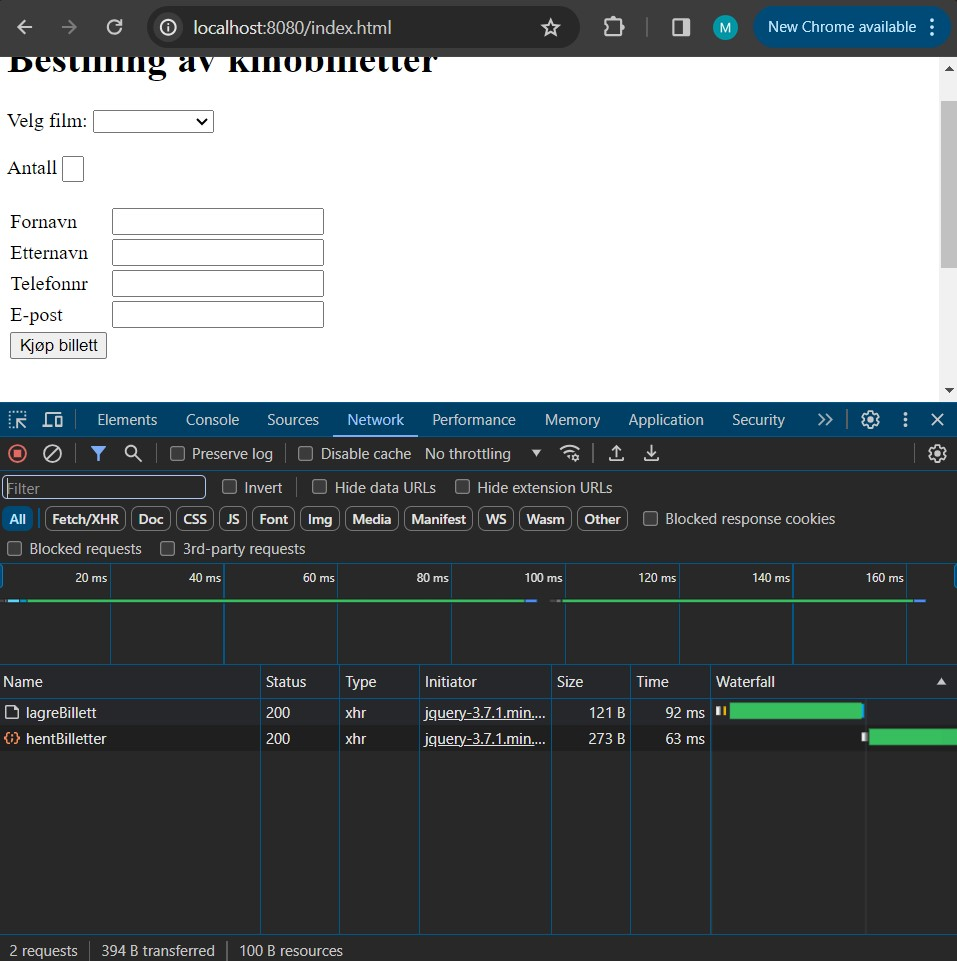 localhost:8080/index.html
M
New Chrome available
Bestilling av kinobilletter
Velg film:
Antall
Fornavn
Etternavn
Telefonnr
E-post
Kjøp billett
Elements Console Sources Network Performance Memory Application Security
Preserve log Disable cache No throttling
Filter Invert Hide data URLs Hide extension URLs
All Fetch/XHR Doc CSS JS Font Img Media Manifest WS Wasm Other Blocked response cookies
Blocked requests 3rd-party requests
20 ms 40 ms 60 ms 80 ms 100 ms 120 ms 140 ms 160 ms
Name Status Type Initiator Size Time Waterfall
lagreBillett 200 xhr jquery-3.7.1.min.... 121 B 92 ms
hentBilletter 200 xhr jquery-3.7.1.min.... 273 B 63 ms
2 requests 394 B transferred 100 B resources